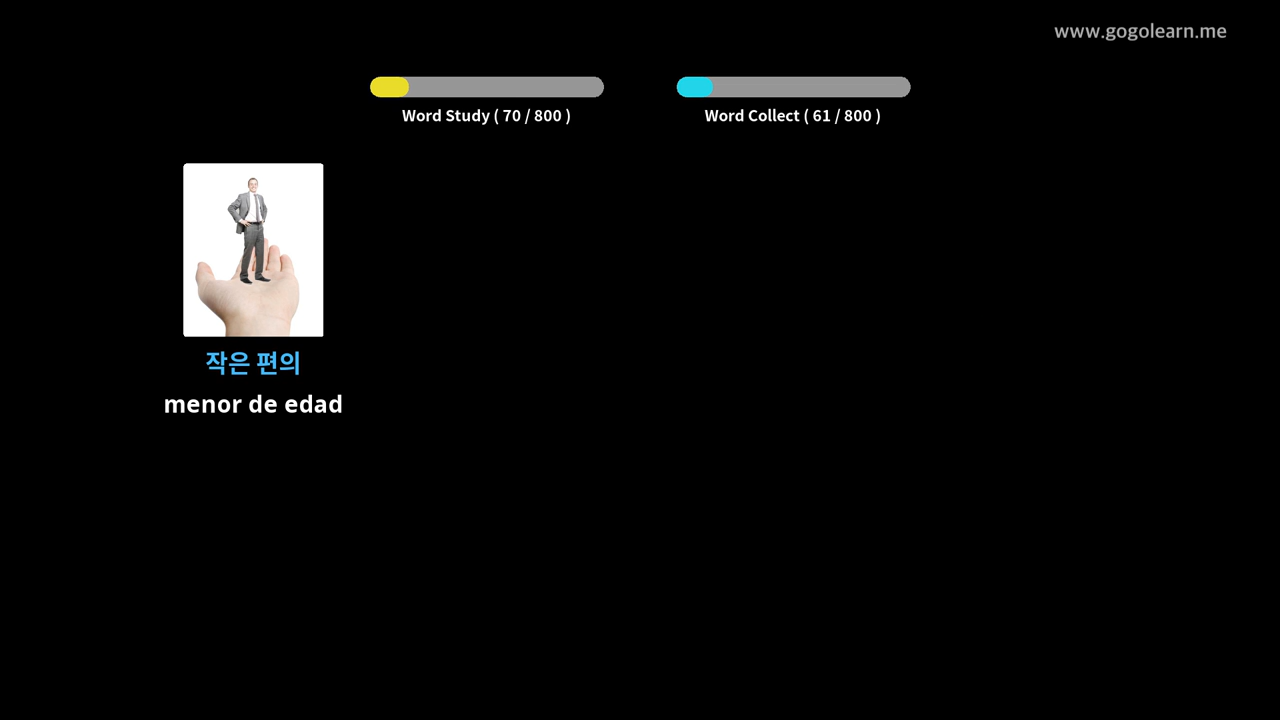 www.gogolearn.me
Word Study ( 70 / 800 )
Word Collect ( 61 / 800 )
작은 편의
menor de edad